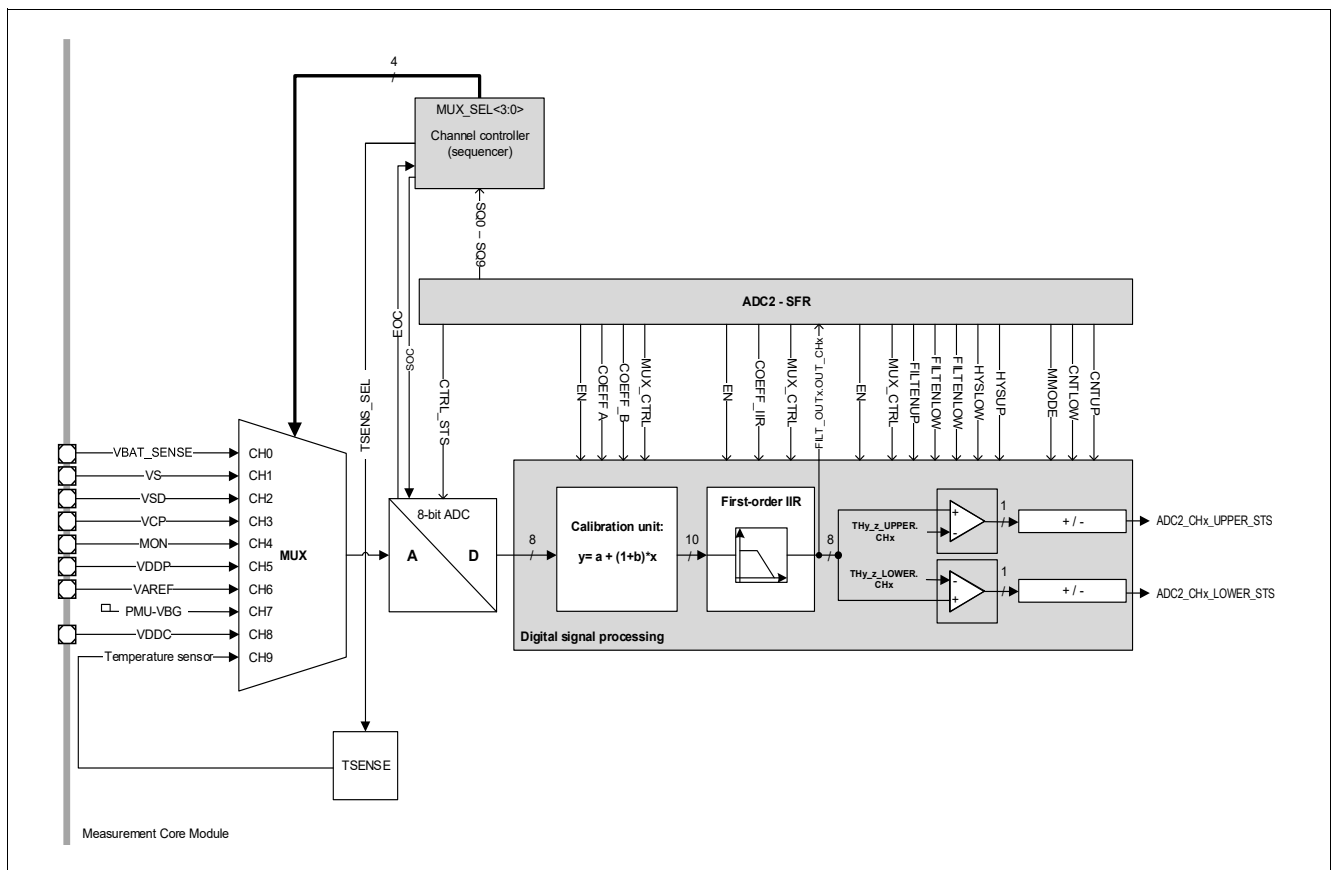 4
MUX_SEL<3:0>
Channel controller
(sequencer)
SQ0 – SQ9
ADC2 - SFR
TSENS_SEL
EOC
SOC
CTRL_STS
EN
COEFF A
COEFF_B
MUX_CTRL
EN
COEFF_IIR
MUX_CTRL
FILT_OUTx.OUT_CHx
EN
MUX_CTRL
FILTENUP
FILTENLOW
FILTENLOW
HYSLOW
HYSUP
MMODE
CNTLOW
CNTUP
VBAT_SENSE
CH0
VS
CH1
VSD
CH2
VCP
CH3
MON
CH4
VDDP
CH5
VAREF
CH6
PMU-VBG
CH7
VDDC
CH8
Temperature sensor
CH9
MUX
8-bit ADC
A
D
8
Calibration unit:
y= a + (1+b)*x
10
First-order IIR
8
THy_z_UPPER.
CHx
+
-
1
+ / -
ADC2_CHx_UPPER_STS
THy_z_LOWER.
CHx
-
+
1
+ / -
ADC2_CHx_LOWER_STS
Digital signal processing
TSENSE
Measurement Core Module